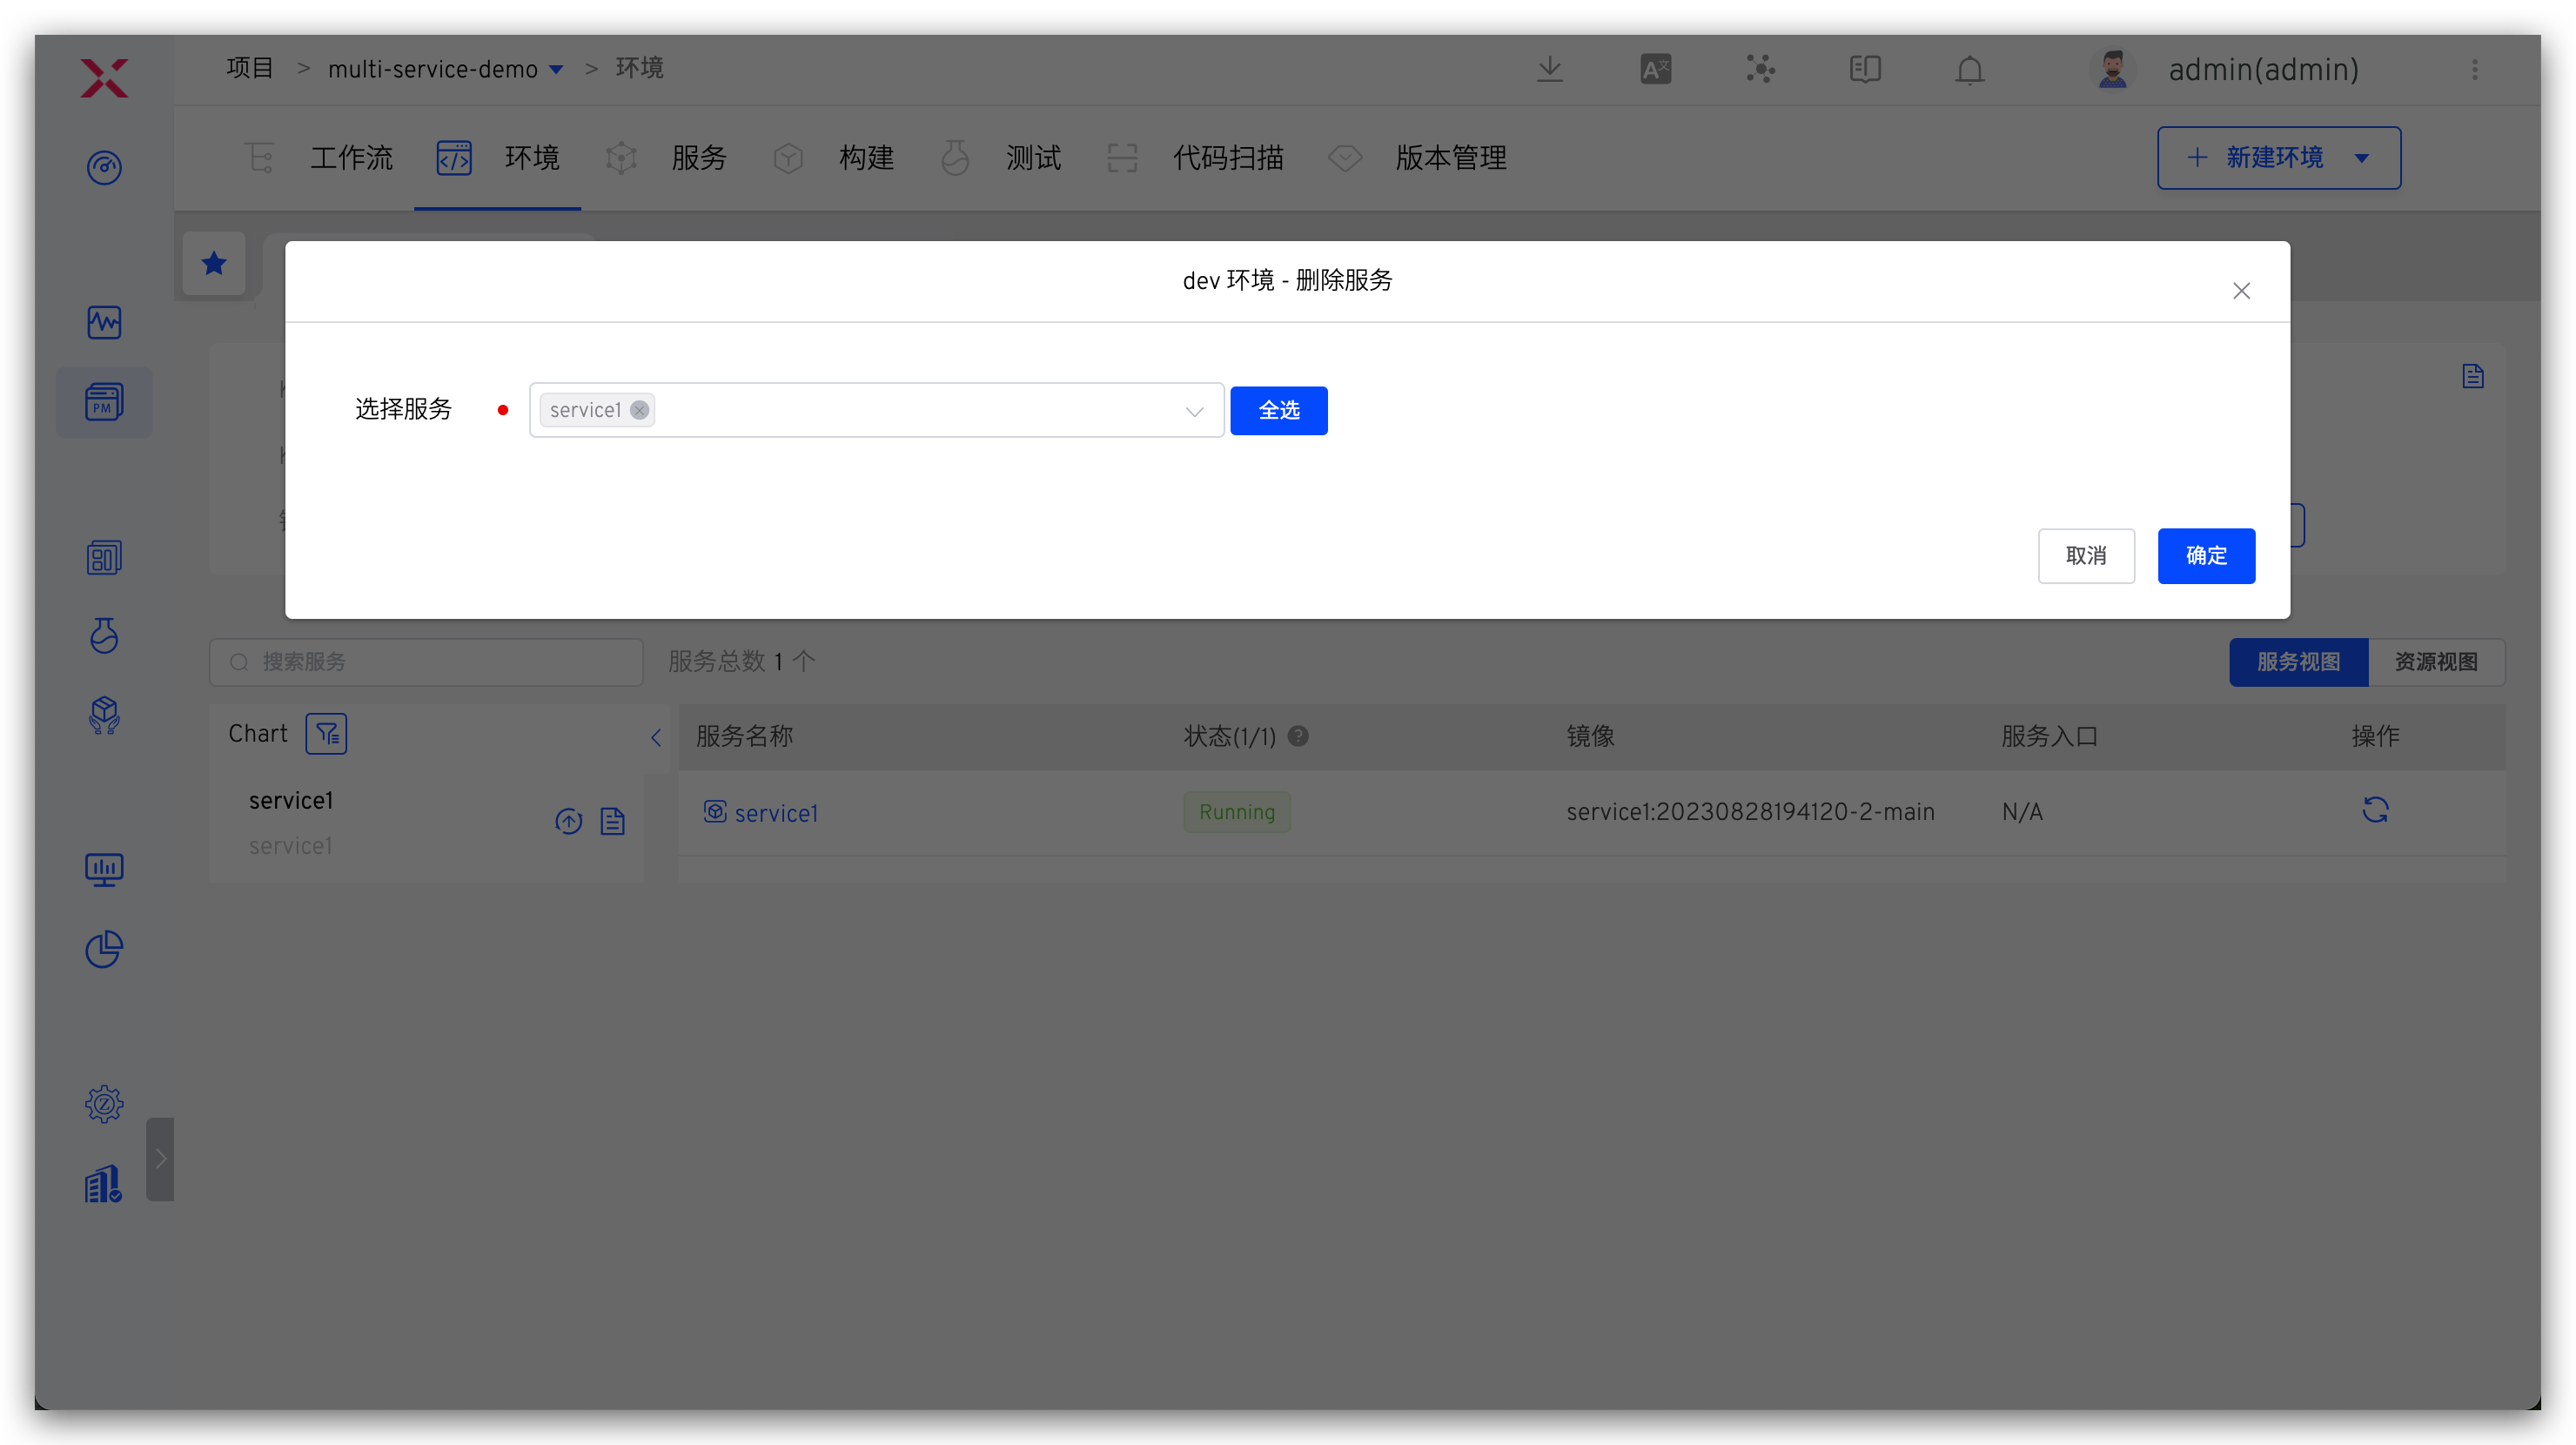 项目 > multi-service-demo > 环境
admin(admin)
工作流 环境 服务 构建 测试 代码扫描 版本管理
新建环境
dev 环境 - 删除服务
选择服务 service1 全选
取消 确定
搜索服务 服务总数 1 个 服务视图 资源视图
Chart
service1
service1
服务名称 状态(1/1) 镜像 服务入口 操作
service1 Running service1:20230828194120-2-main N/A
PM